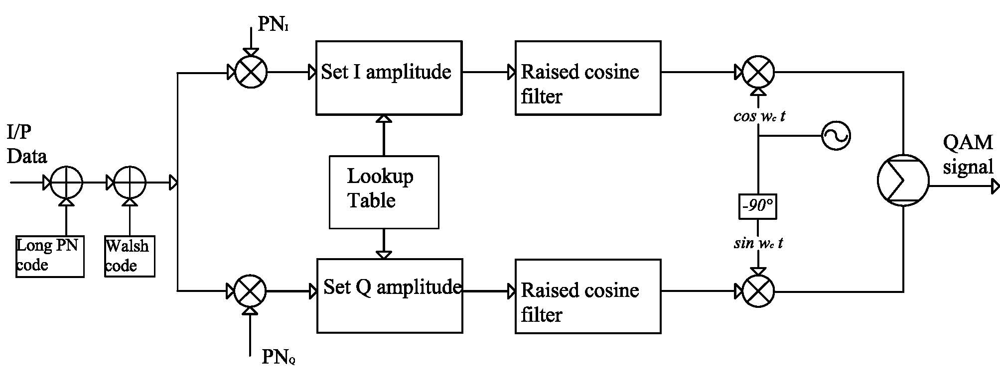 PNI
Set I amplitude
Raised cosine
filter
cos wc t
I/P
Data
QAM
signal
Lookup
Table
-90°
Long PN
code
Walsh
code
sin wc t
Set Q amplitude
Raised cosine
filter
PNQ